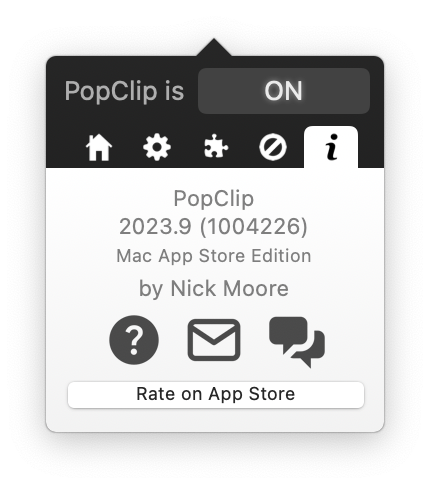 PopClip is ON
PopClip
2023.9 (1004226)
Mac App Store Edition
by Nick Moore
Rate on App Store